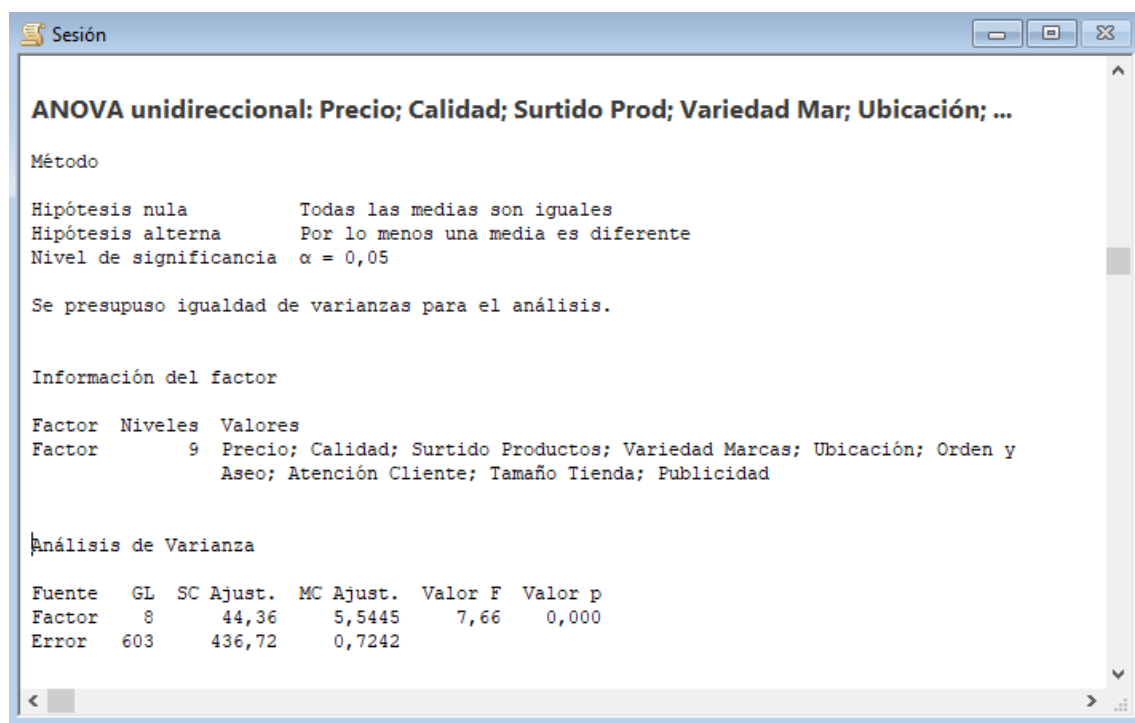 Sesión
ANOVA unidireccional: Precio; Calidad; Surtido Prod; Variedad Mar; Ubicación; ...
Método
Hipótesis nula Todas las medias son iguales
Hipótesis alterna Por lo menos una media es diferente
Nivel de significancia α = 0,05
Se presupuso igualdad de varianzas para el análisis.
Información del factor
Factor Niveles Valores
Factor 9 Precio; Calidad; Surtido Productos; Variedad Marcas; Ubicación; Orden y
Aseo; Atención Cliente; Tamaño Tienda; Publicidad
Análisis de Varianza
Fuente GL SC Ajust. MC Ajust. Valor F Valor p
Factor 8 44,36 5,5445 7,66 0,000
Error 603 436,72 0,7242